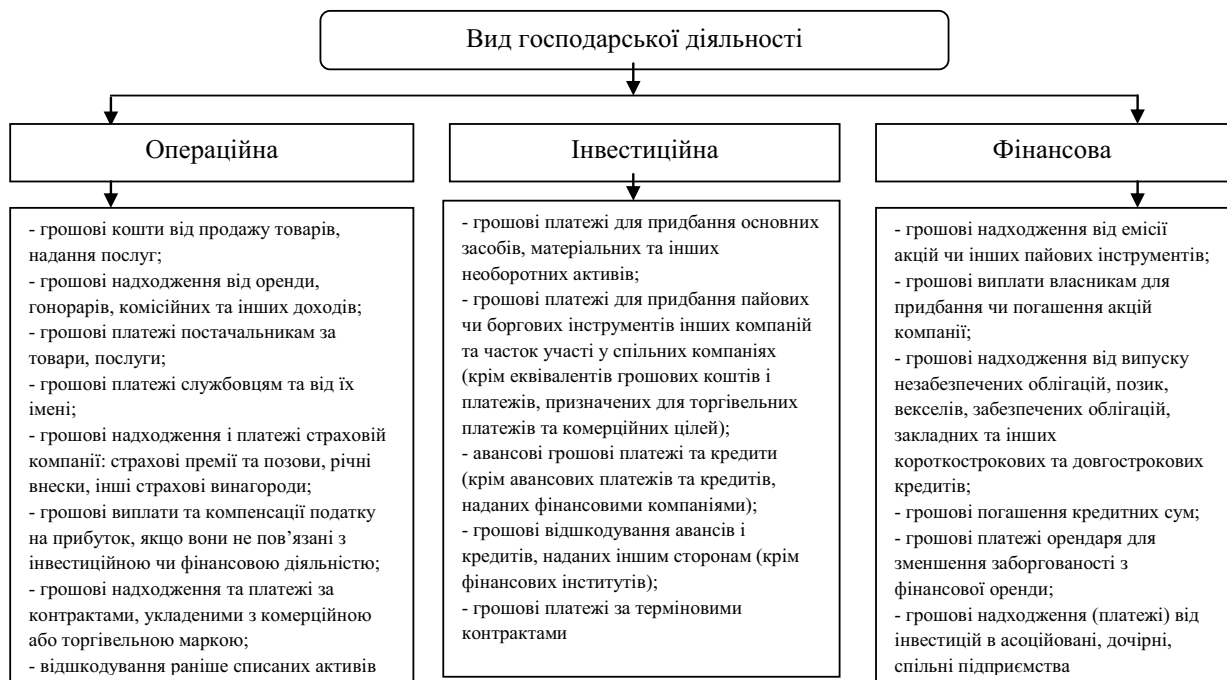 Вид господарської діяльності
Операційна
- грошові кошти від продажу товарів,
надання послуг;
- грошові надходження від оренди,
гонорарів, комісійних та інших доходів;
- грошові платежі постачальникам за
товари, послуги;
- грошові платежі службовцям та від їх
імені;
- грошові надходження і платежі страховій
компанії: страхові премії та позови, річні
внески, інші страхові винагороди;
- грошові виплати та компенсації податку
на прибуток, якщо вони не пов’язані з
інвестиційною чи фінансовою діяльністю;
- грошові надходження та платежі за
контрактами, укладеними з комерційною
або торгівельною маркою;
- відшкодування раніше списаних активів
Інвестиційна
- грошові платежі для придбання основних
засобів, матеріальних та інших
необоротних активів;
- грошові платежі для придбання пайових
чи боргових інструментів інших компаній
та часток участі у спільних компаніях
(крім еквівалентів грошових коштів і
платежів, призначених для торгівельних
платежів та комерційних цілей);
- авансові грошові платежі та кредити
(крім авансових платежів та кредитів,
наданих фінансовими компаніями);
- грошові відшкодування авансів і
кредитів, наданих іншим сторонам (крім
фінансових інститутів);
- грошові платежі за терміновими
контрактами
Фінансова
- грошові надходження від емісії
акцій чи інших пайових інструментів;
- грошові виплати власникам для
придбання чи погашення акцій
компанії;
- грошові надходження від випуску
незабезпечених облігацій, позик,
векселів, забезпечених облігацій,
закладних та інших
короткострокових та довгострокових
кредитів;
- грошові погашення кредитних сум;
- грошові платежі орендаря для
зменшення заборгованості з
фінансової оренди;
- грошові надходження (платежі) від
інвестицій в асоційовані, дочірні,
спільні підприємства